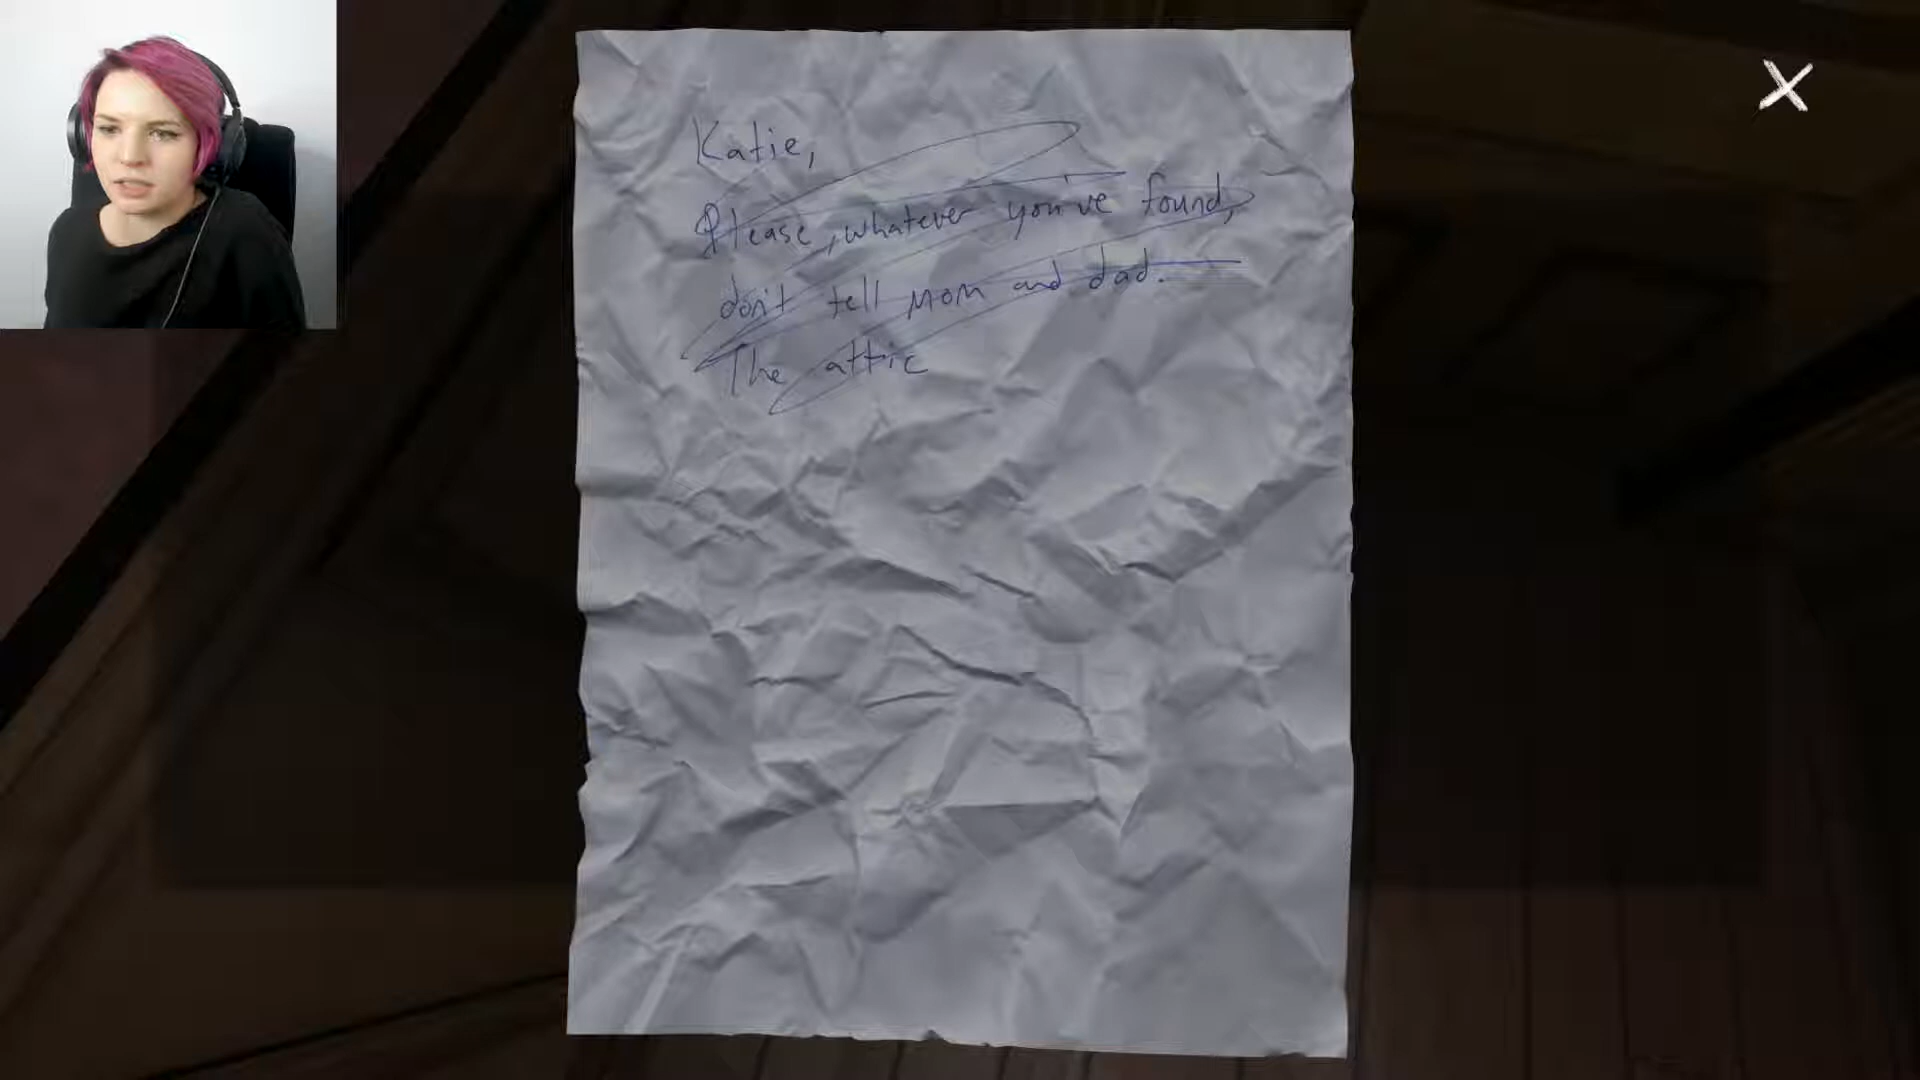 Katie,
Please, whatever you've found,
don't tell Mom and dad.
The attic